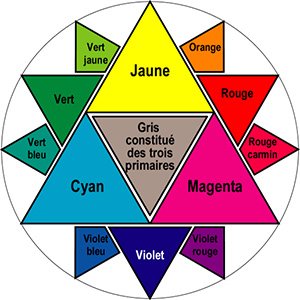 Vert
jaune
Orange
Jaune
Vert
Rouge
Gris
constitué
des trois
primaires
Vert
bleu
Rouge
carmin
Cyan
Magenta
Violet
bleu
Violet
Violet
rouge